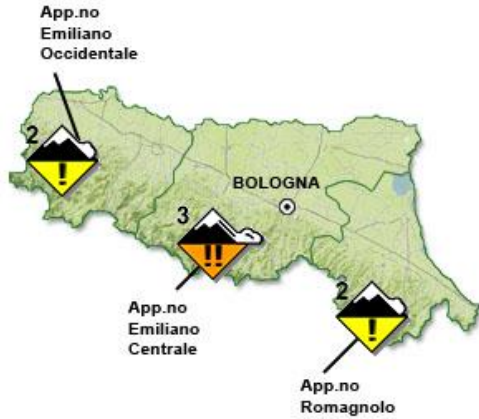 App.no
Emiliano
Occidentale
2
!
BOLOGNA
3
!!
2
!
App.no
Emiliano
Centrale
App.no
Romagnolo